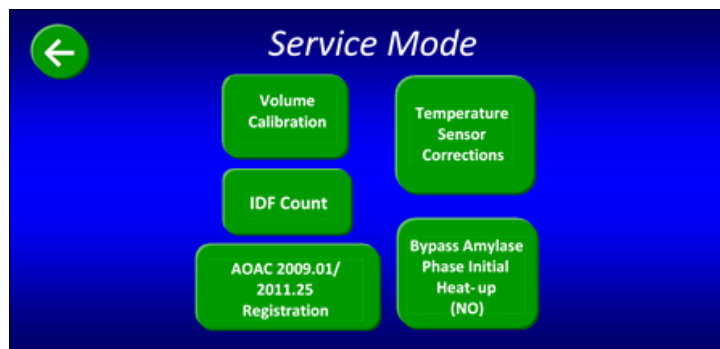 Service Mode
Volume
Calibration
Temperature
Sensor
Corrections
IDF Count
AOAC 2009.01/
2011.25
Registration
Bypass Amylase
Phase Initial
Heat-up
(NO)